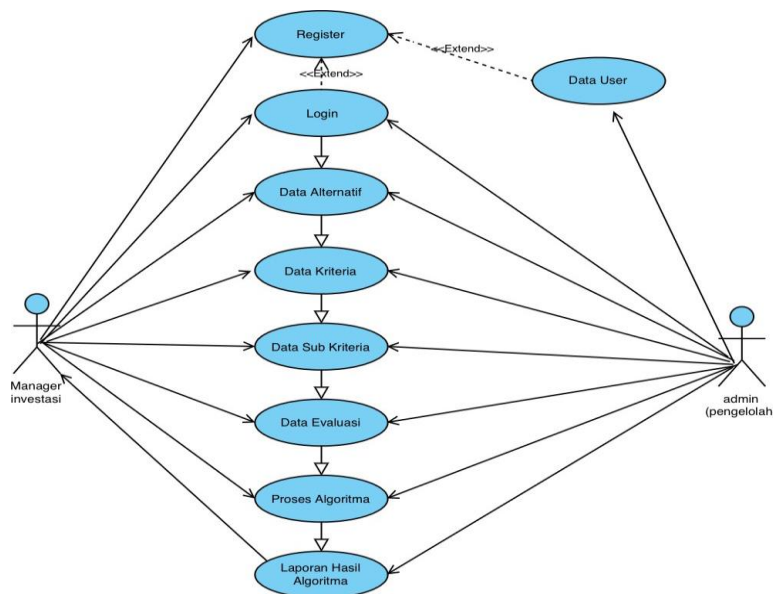 Register
<<Extend>>
<<Extend>>
Data User
Login
Data Alternatif
Data Kriteria
Data Sub Kriteria
Manager
investasi
admin
(pengelolah
Data Evaluasi
Proses Algoritma
Laporan Hasil
Algoritma